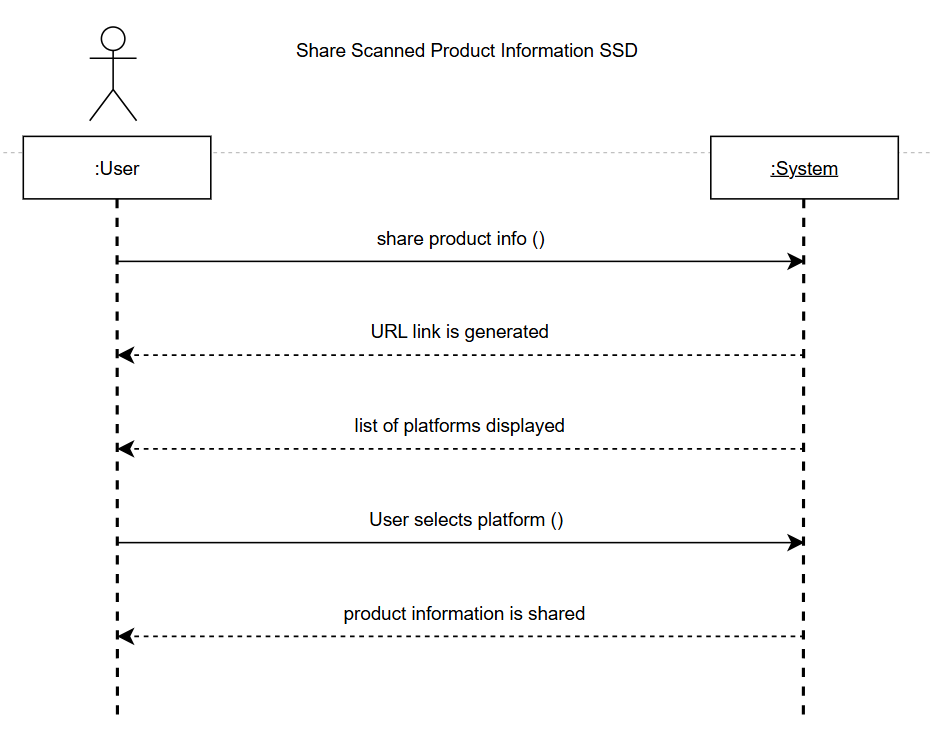 Share Scanned Product Information SSD
:User
:System
share product info ()
URL link is generated
list of platforms displayed
User selects platform ()
product information is shared